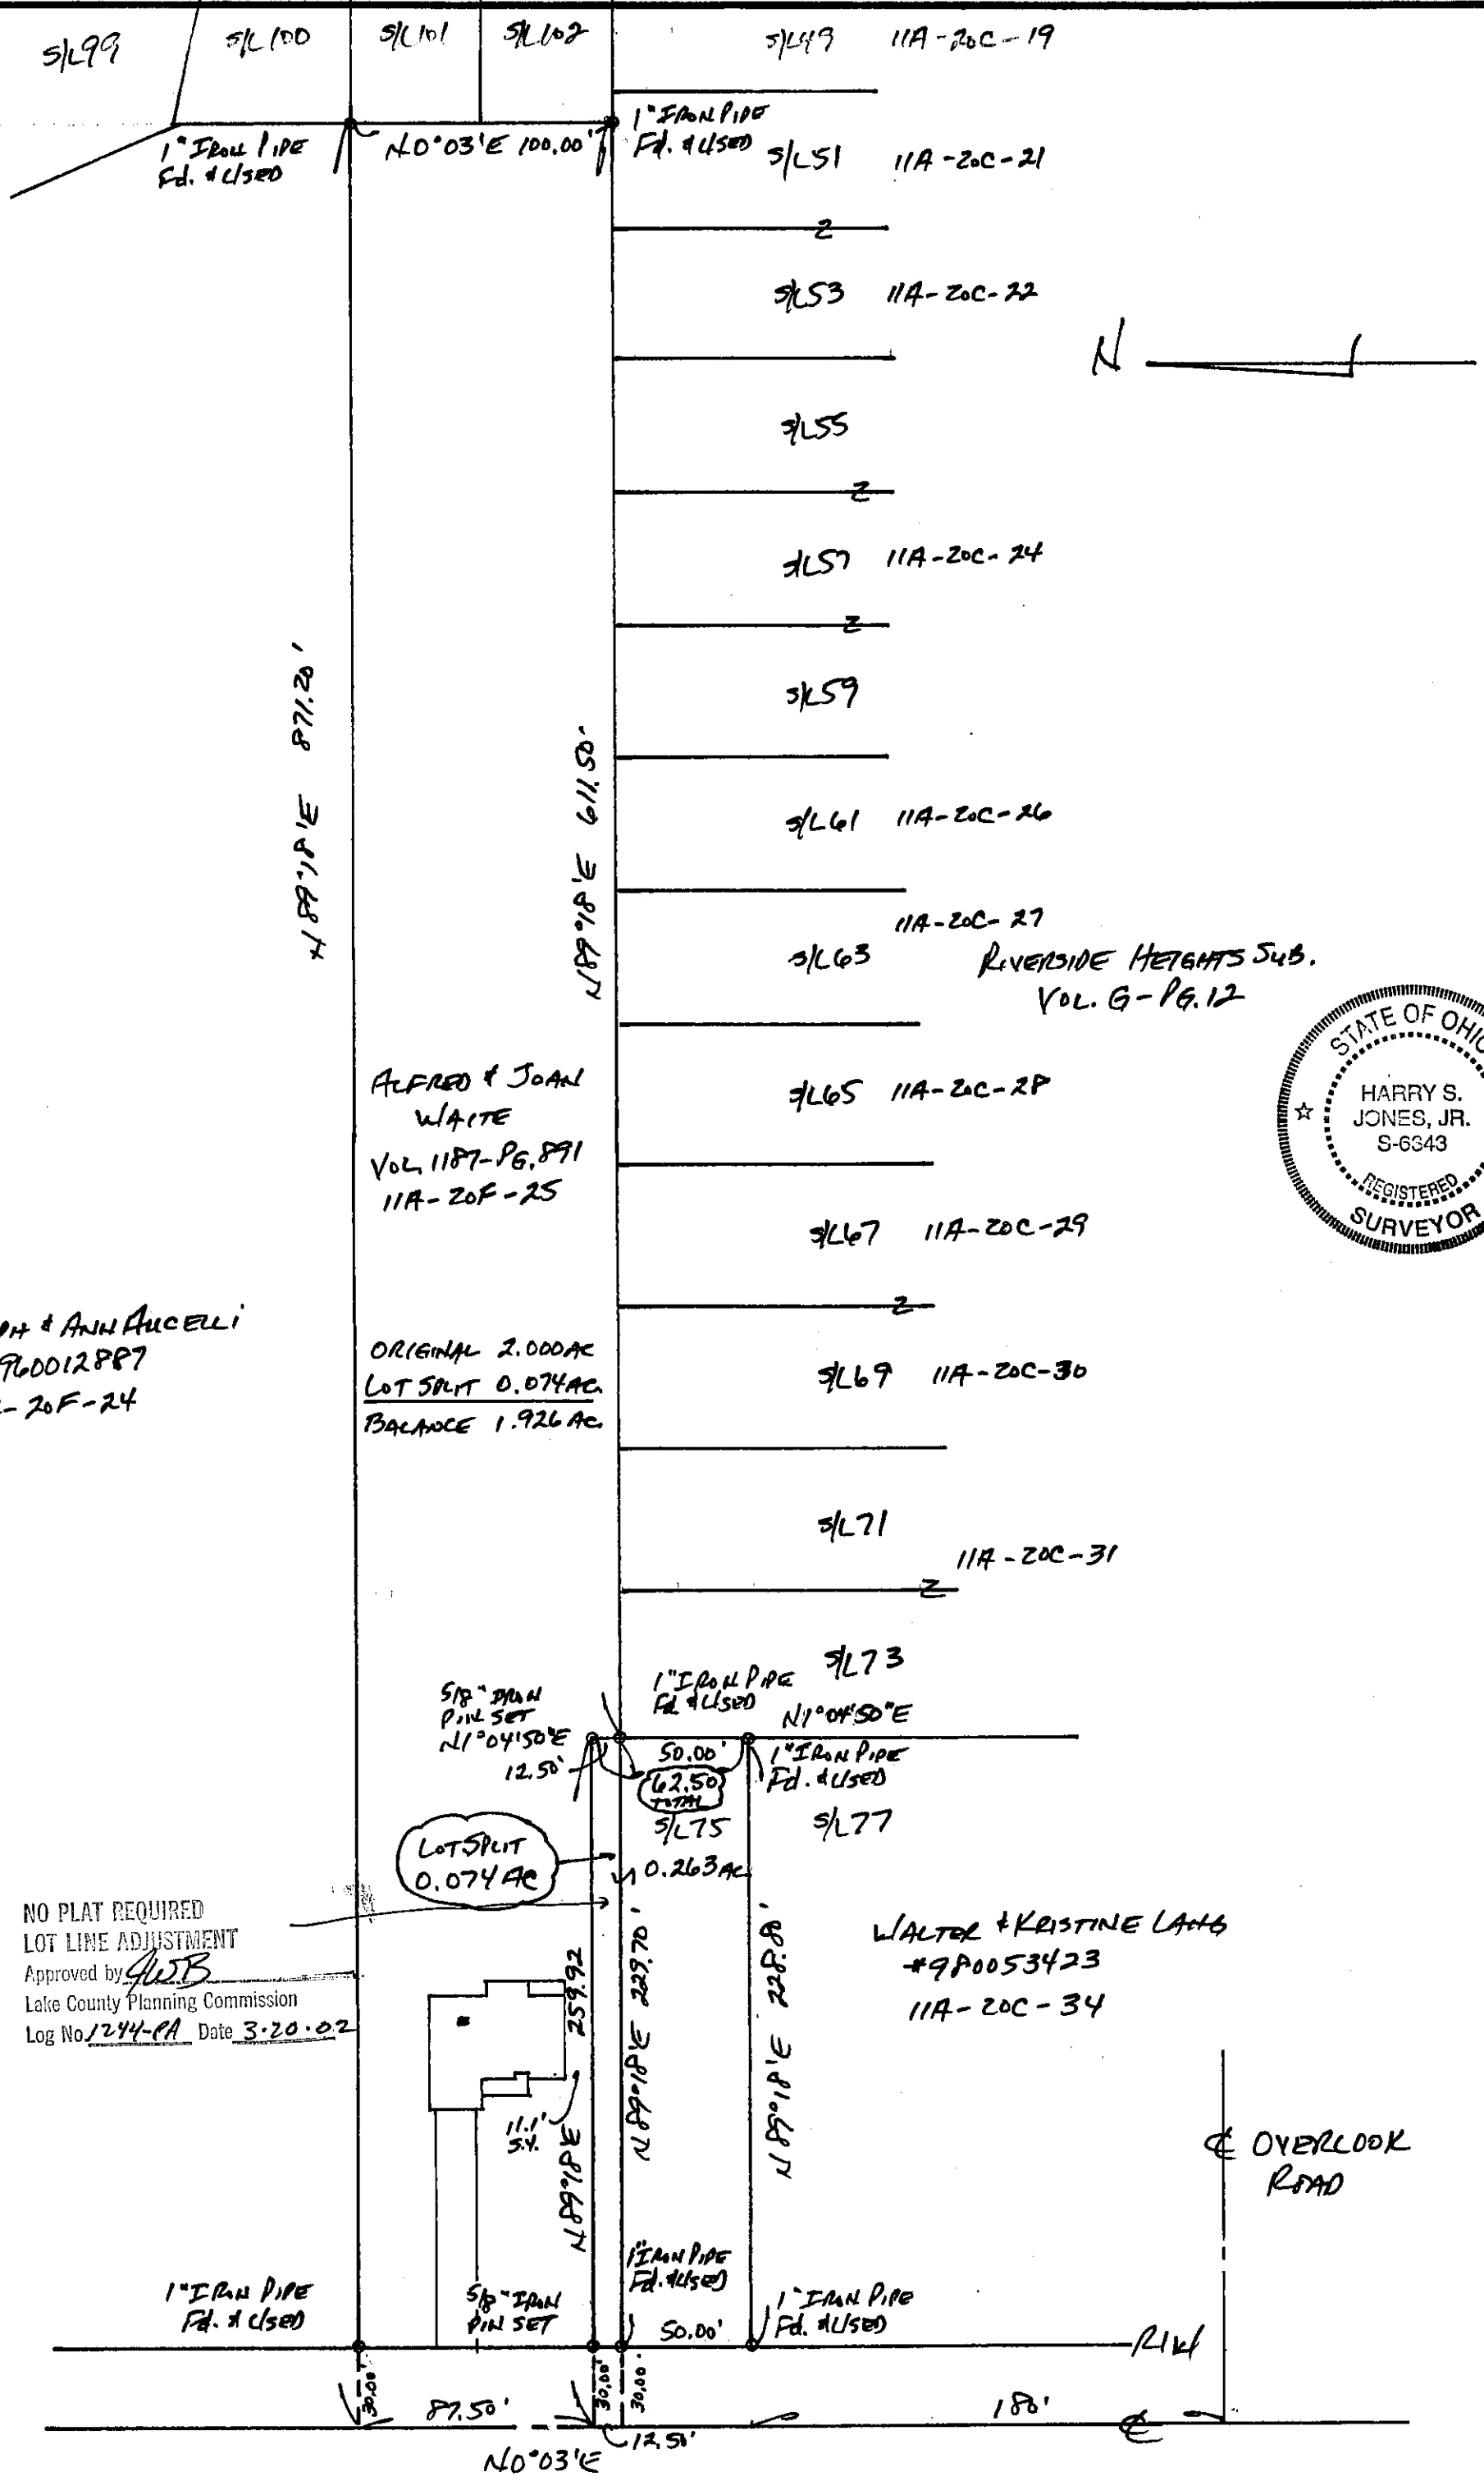 S/L99
S/L100
S/L101
S/L102
S/L49 11A-20C-19
1" IRON PIPE
Fd. & USED
N0°03'E 100.00'
1" IRON PIPE
Fd. & USED
S/L51 11A-20C-21
Z
S/L53 11A-20C-22
N
S/L55
Z
S/L57 11A-20C-24
Z
S/L59
N89°18'E 871.20'
N89°18'E 611.50'
S/L61 11A-20C-26
11A-20C-27
S/L63
RIVERSIDE HEIGHTS SUB.
VOL. G-PG.12
STATE OF OHIO
HARRY S.
JONES, JR.
S-6343
REGISTERED
SURVEYOR
ALFRED & JOAN
WAITE
VOL. 1187-PG.891
11A-20F-25
S/L65 11A-20C-28
S/L67 11A-20C-29
Z
PH & ANN AUCELLI
960012887
-20F-24
ORIGINAL 2.000AC
LOT SPLIT 0.074AC.
BALANCE 1.926 AC.
S/L69 11A-20C-30
S/L71
11A-20C-31
Z
S/L73
5/8" IRON
PIN SET
N1°04'50"E
12.50'
1" IRON PIPE
Fd. & USED
N1°04'50"E
50.00'
62.50
TOTAL
1" IRON PIPE
Fd. & USED
S/L75
S/L77
LOT SPLIT
0.074 AC
0.263 AC.
NO PLAT REQUIRED
LOT LINE ADJUSTMENT
Approved by JWB
Lake County Planning Commission
Log No. 1244-PA Date 3-20-02
N89°18'E 259.92
N89°18'E 229.70'
N89°18'E 228.80'
WALTER & KRISTINE LANG
#980053423
11A-20C-34
11.1'
S.Y.
℄ OVERLOOK
ROAD
1" IRON PIPE
Fd. & USED
5/8" IRON
PIN SET
1" IRON PIPE
Fd. & USED
50.00'
1" IRON PIPE
Fd. & USED
R/W
30.00'
30.00'
30.00'
87.50'
12.50'
180'
℄
N0°03'E